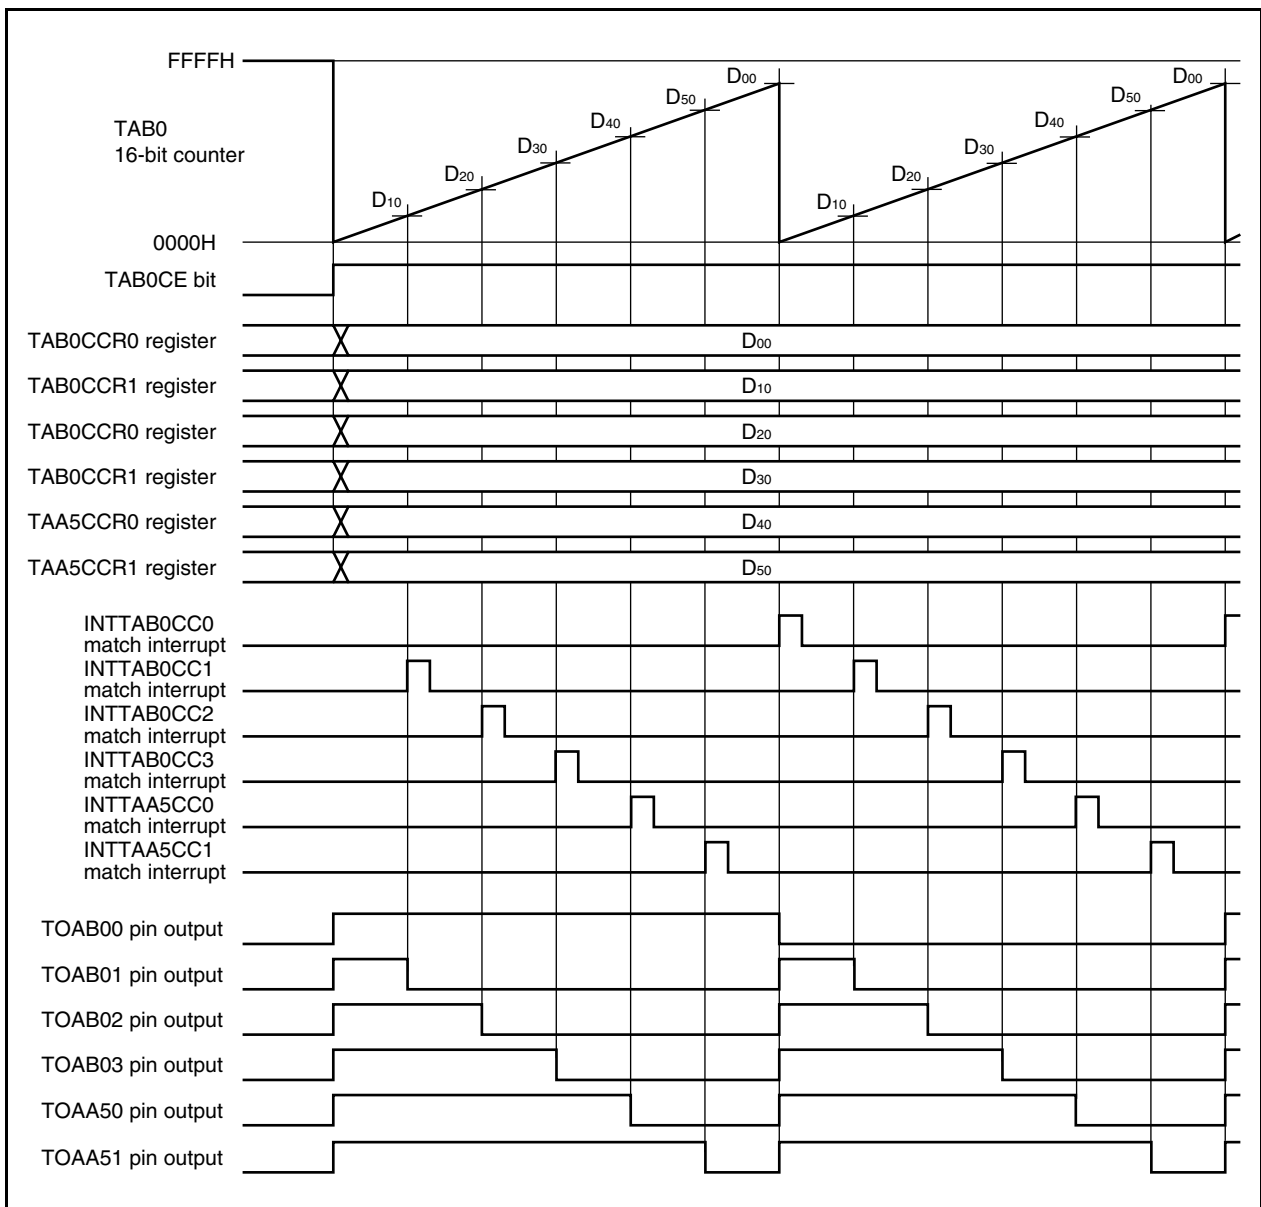 FFFFH
TAB0
16-bit counter
0000H
D10
D20
D30
D40
D50
D00
D10
D20
D30
D40
D50
D00
TAB0CE bit
TAB0CCR0 register
D00
TAB0CCR1 register
D10
TAB0CCR0 register
D20
TAB0CCR1 register
D30
TAA5CCR0 register
D40
TAA5CCR1 register
D50
INTTAB0CC0
match interrupt
INTTAB0CC1
match interrupt
INTTAB0CC2
match interrupt
INTTAB0CC3
match interrupt
INTTAA5CC0
match interrupt
INTTAA5CC1
match interrupt
TOAB00 pin output
TOAB01 pin output
TOAB02 pin output
TOAB03 pin output
TOAA50 pin output
TOAA51 pin output